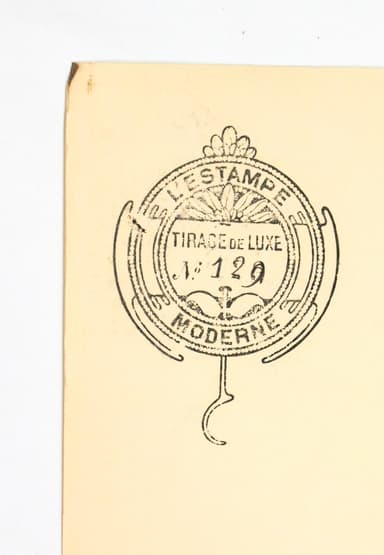 L'ESTAMPE
TIRAGE DE LUXE
Nº 129
MODERNE